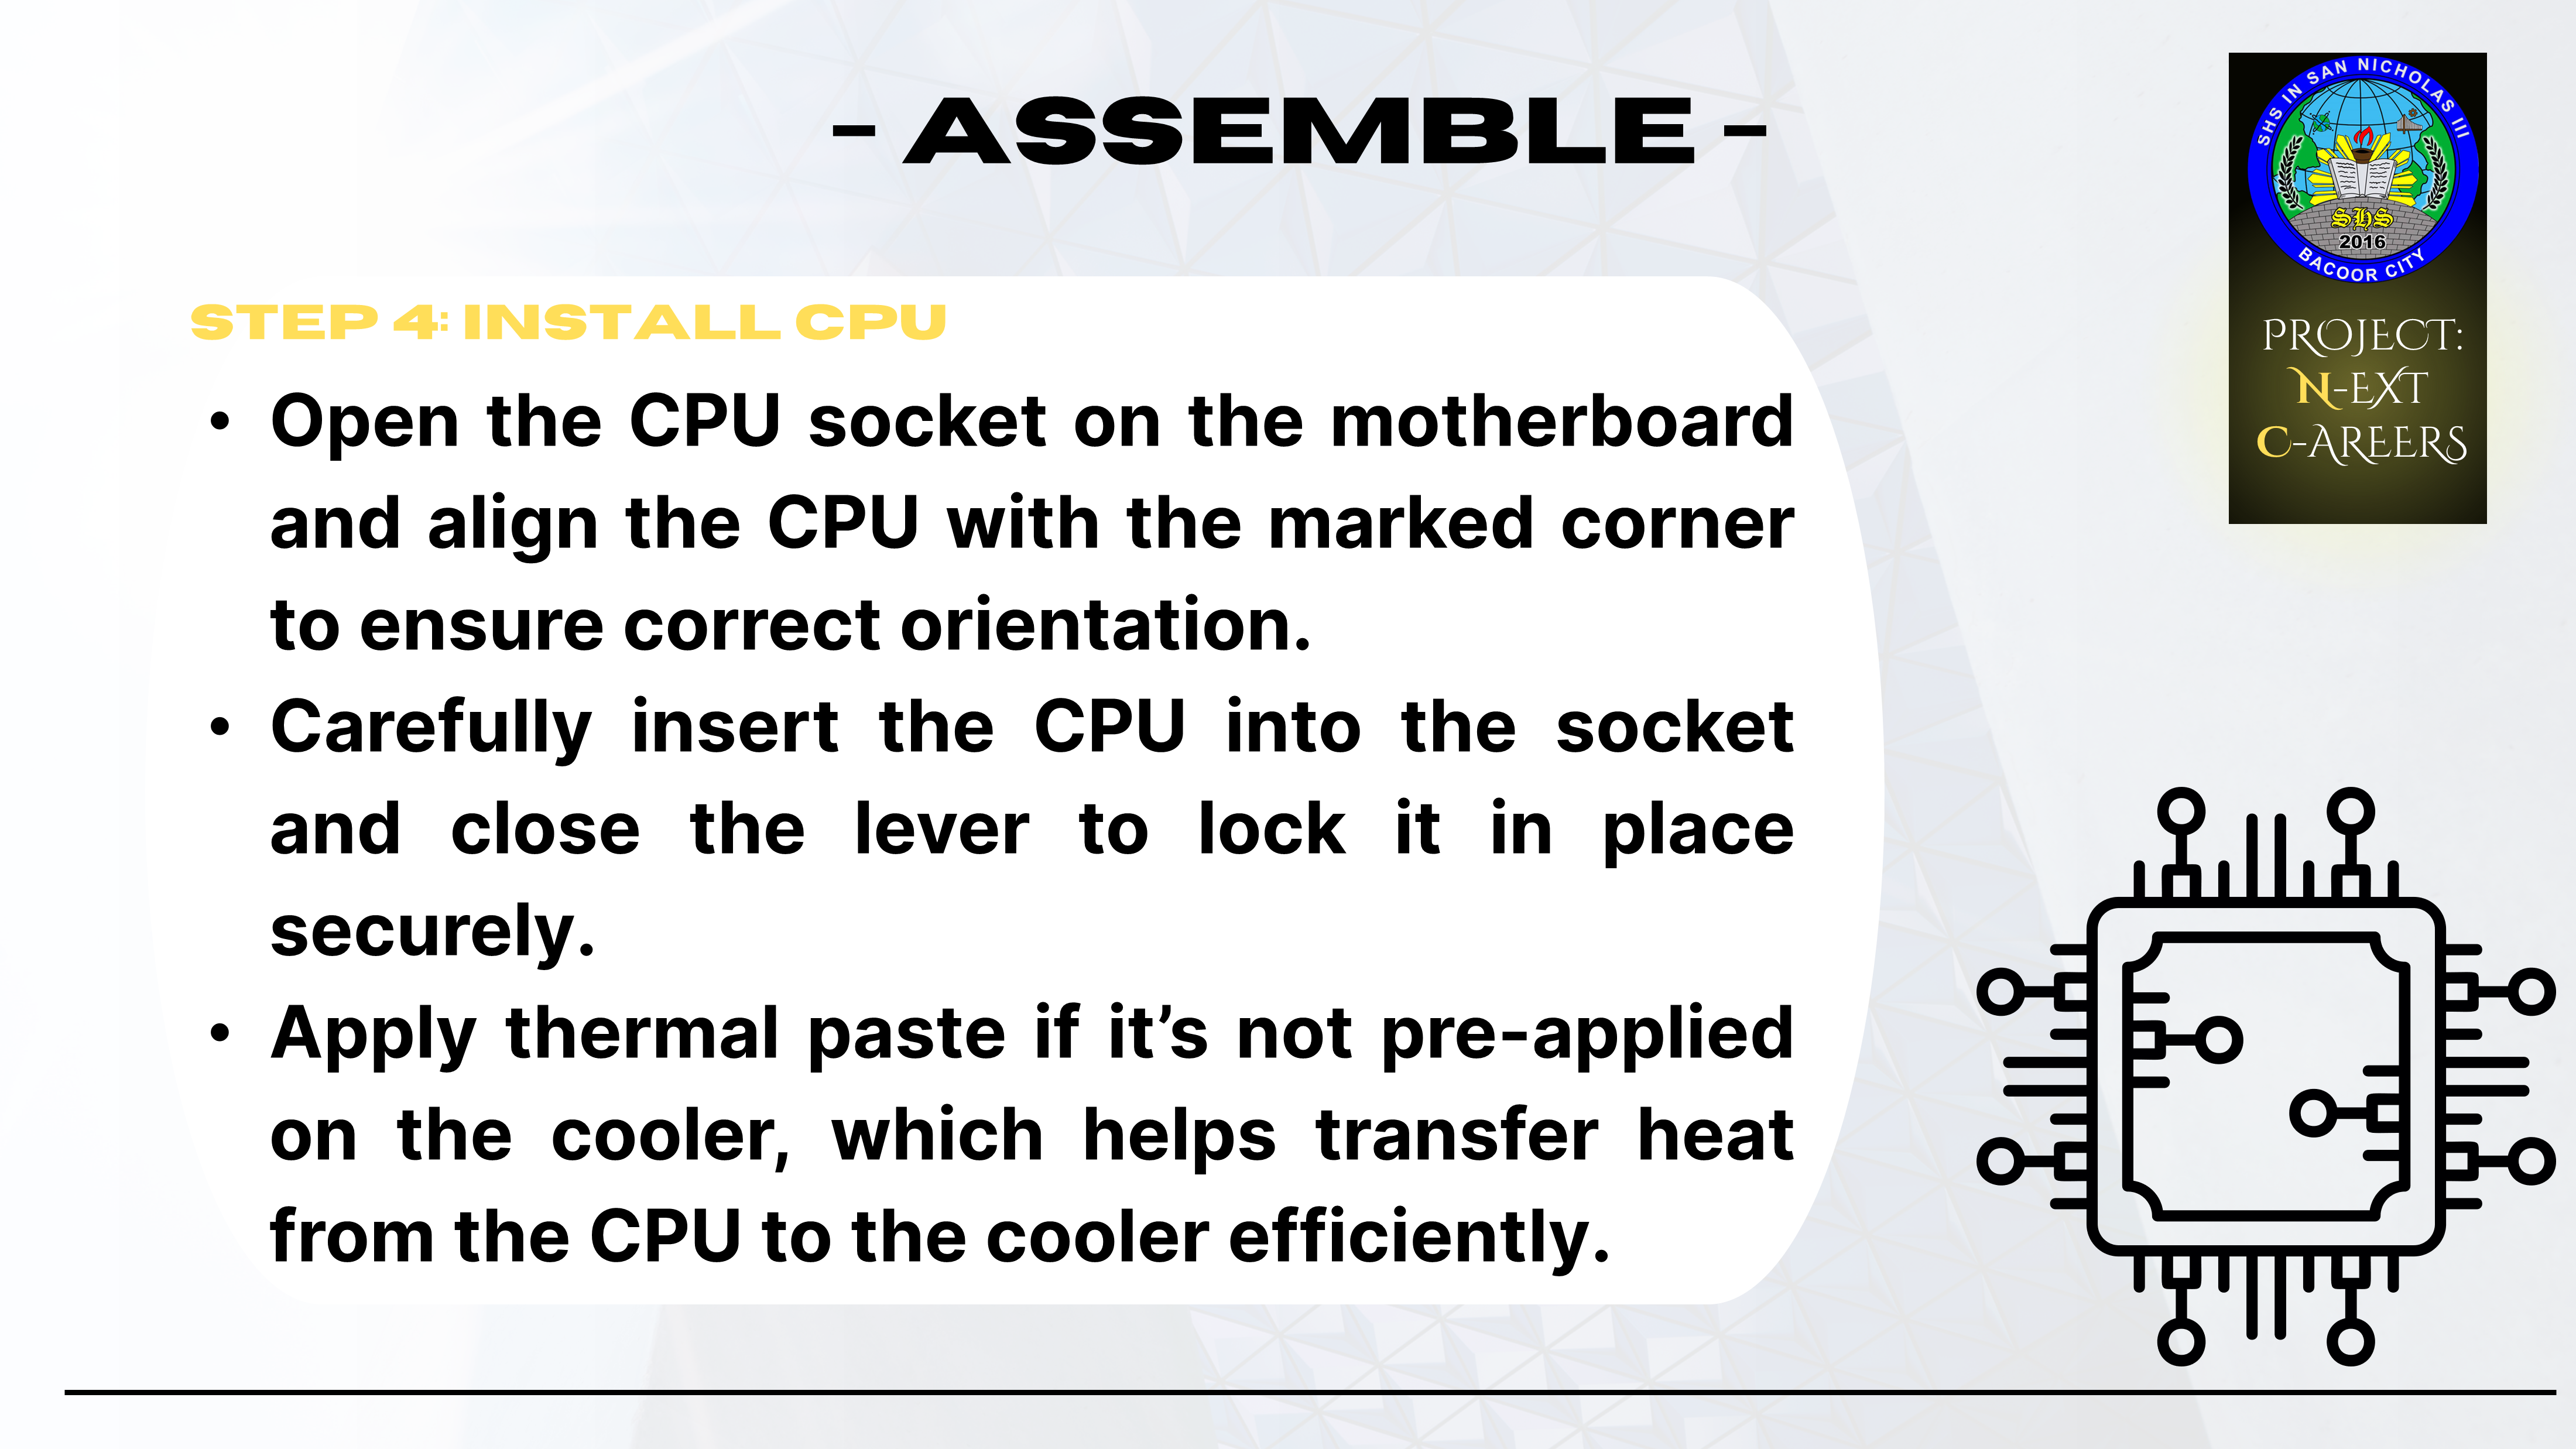 - ASSEMBLE -
STEP 4: INSTALL CPU
• Open the CPU socket on the motherboard
and align the CPU with the marked corner
to ensure correct orientation.
• Carefully insert the CPU into the socket
and close the lever to lock it in place
securely.
• Apply thermal paste if it’s not pre-applied
on the cooler, which helps transfer heat
from the CPU to the cooler efficiently.
SHS IN SAN NICHOLAS III
SHS
2016
BACOOR CITY
PROJECT:
N-EXT
C-AREERS